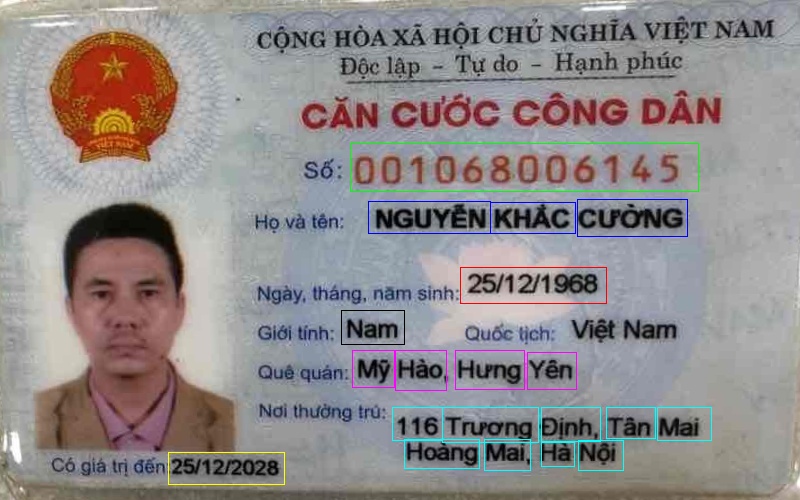 CỘNG HÒA XÃ HỘI CHỦ NGHĨA VIỆT NAM
Độc lập - Tự do - Hạnh phúc
CĂN CƯỚC CÔNG DÂN
Số: 001068006145
Họ và tên: NGUYỄN KHẮC CƯỜNG
Ngày, tháng, năm sinh: 25/12/1968
Giới tính: Nam Quốc tịch: Việt Nam
Quê quán: Mỹ Hào, Hưng Yên
Nơi thường trú: 116 Trương Định, Tân Mai
Hoàng Mai, Hà Nội
Có giá trị đến: 25/12/2028